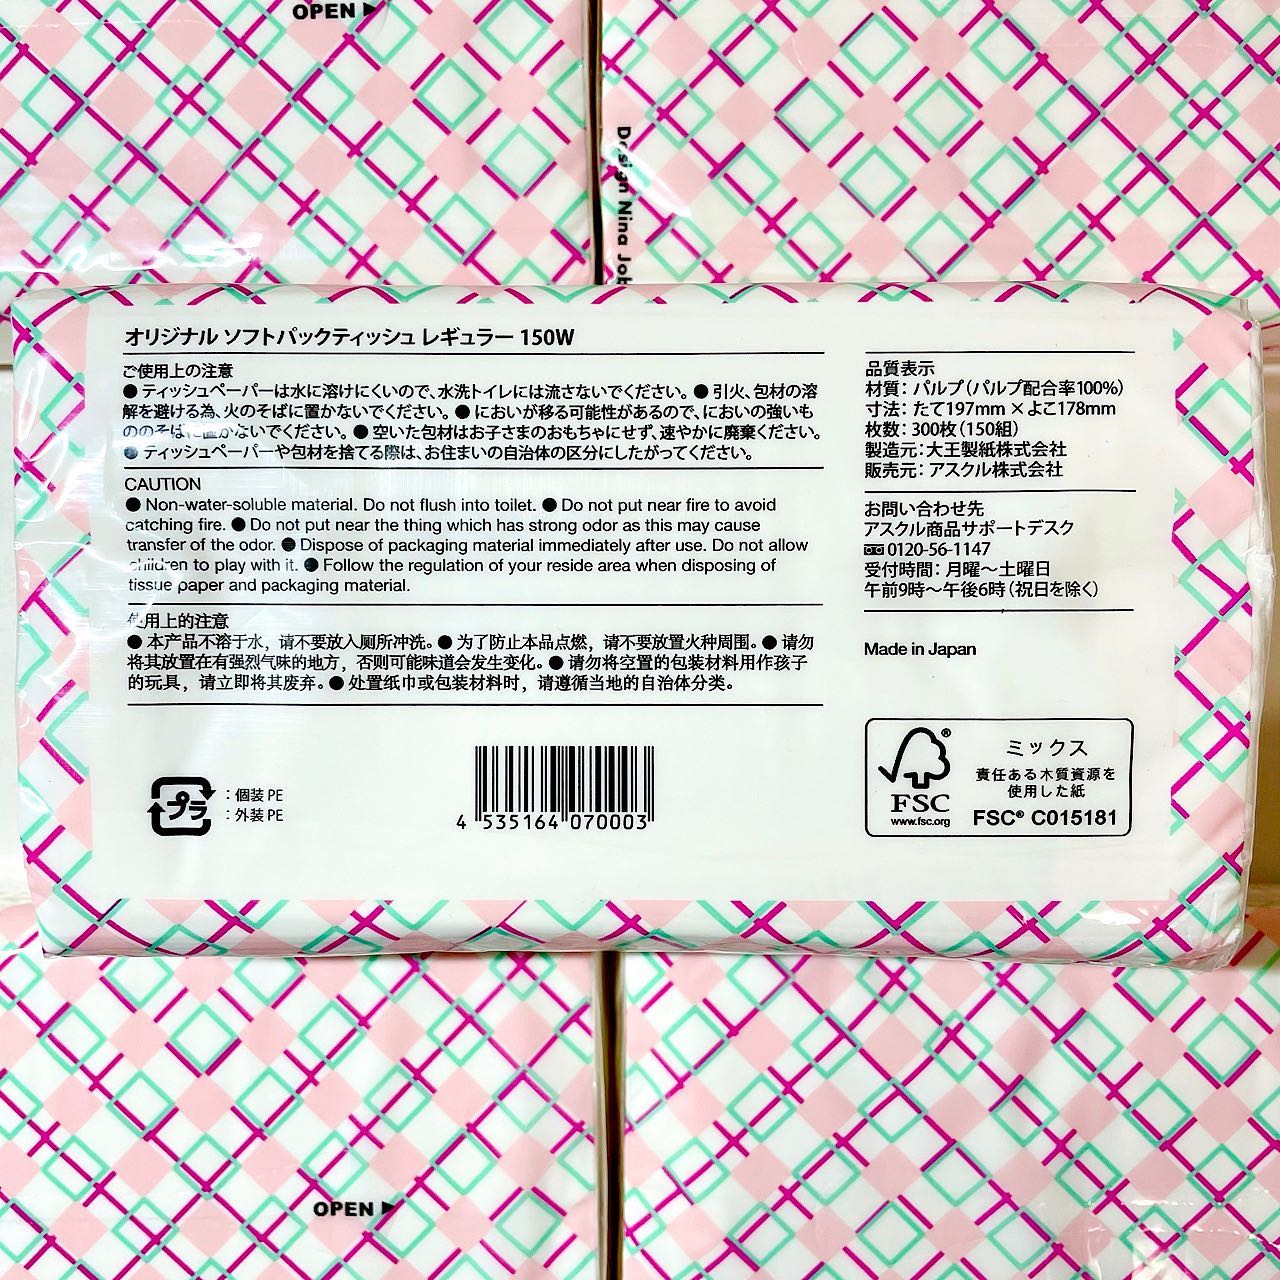 OPEN ▶
Design Nina Job
オリジナル ソフトパックティッシュ レギュラー 150W
ご使用上の注意
● ティッシュペーパーは水に溶けにくいので、水洗トイレには流さないでください。 ● 引火、包材の溶
解を避ける為、火のそばに置かないでください。 ● においが移る可能性があるので、においの強いも
ののそばに置かないでください。 ● 空いた包材はお子さまのおもちゃにせず、速やかに廃棄ください。
● ティッシュペーパーや包材を捨てる際は、お住まいの自治体の区分にしたがってください。
CAUTION
● Non-water-soluble material. Do not flush into toilet. ● Do not put near fire to avoid
catching fire. ● Do not put near the thing which has strong odor as this may cause
transfer of the odor. ● Dispose of packaging material immediately after use. Do not allow
children to play with it. ● Follow the regulation of your reside area when disposing of
tissue paper and packaging material.
使用上的注意
● 本产品不溶于水，请不要放入厕所冲洗。 ● 为了防止本品点燃，请不要放置火种周围。 ● 请勿
将其放置在有强烈气味的地方，否则可能味道会发生变化。 ● 请勿将空置的包装材料用作孩子
的玩具，请立即将其废弃。 ● 处置纸巾或包装材料时，请遵循当地的自治体分类。
プラ
：個装 PE
：外装 PE
4 535164 070003
品質表示
材質：パルプ（パルプ配合率100%）
寸法：たて197mm×よこ178mm
枚数：300枚（150組）
製造元：大王製紙株式会社
販売元：アスクル株式会社
お問い合わせ先
アスクル商品サポートデスク
0120-56-1147
受付時間：月曜〜土曜日
午前9時〜午後6時（祝日を除く）
Made in Japan
FSC
www.fsc.org
ミックス
責任ある木質資源を
使用した紙
FSC® C015181
OPEN ▶